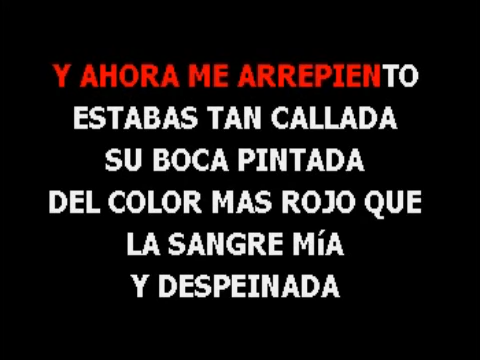 Y AHORA ME ARREPIENTO
ESTABAS TAN CALLADA
SU BOCA PINTADA
DEL COLOR MAS ROJO QUE
LA SANGRE MíA
Y DESPEINADA